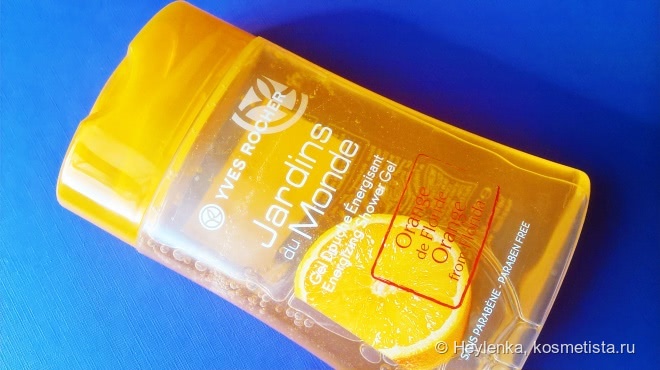 YVES ROCHER
Jardins
au Monde
Gel Douche Énergisant
Energizing Shower Gel
Orange
de Floride
Orange
from Florida
SANS PARABÈNE - PARABEN FREE
© Heylenka, kosmetista.ru